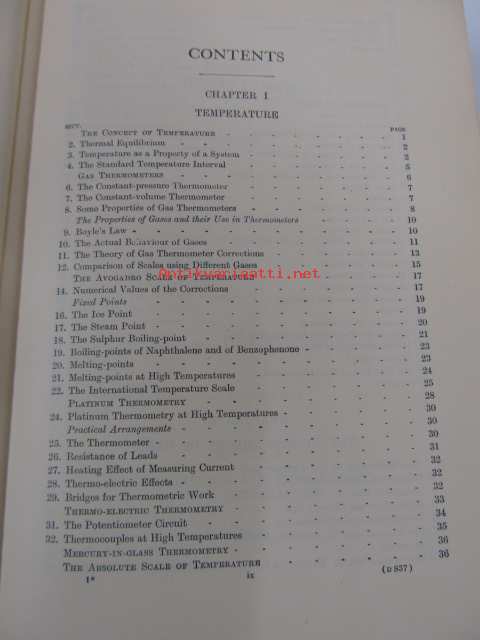 CONTENTS
CHAPTER I
TEMPERATURE
SECT. PAGE
THE CONCEPT OF TEMPERATURE - - - - - - 1
2. Thermal Equilibrium - - - - - - - 2
3. Temperature as a Property of a System - - - - - 3
4. The Standard Temperature Interval - - - - - 5
GAS THERMOMETERS - - - - - - 6
6. The Constant-pressure Thermometer - - - - - 7
7. The Constant-volume Thermometer - - - - - 7
8. Some Properties of Gas Thermometers - - - - - 8
The Properties of Gases and their Use in Thermometers - - - 10
9. Boyle's Law - - - - - - - - 10
10. The Actual Behaviour of Gases - - - - - 11
11. The Theory of Gas Thermometer Corrections - - - - 13
12. Comparison of Scales using Different Gases - - - - 15
THE AVOGADRO SCALE OF TEMPERATURE - - - - 17
14. Numerical Values of the Corrections - - - - - 17
Fixed Points - - - - - - - 19
16. The Ice Point - - - - - - - 19
17. The Steam Point - - - - - - - 20
18. The Sulphur Boiling-point - - - - - - 21
19. Boiling-points of Naphthalene and of Benzophenone - - - - 23
20. Melting-points - - - - - - - 23
21. Melting-points at High Temperatures - - - - - 24
22. The International Temperature Scale - - - - - 25
PLATINUM THERMOMETRY - - - - - - 28
24. Platinum Thermometry at High Temperatures - - - - - 30
Practical Arrangements - - - - - - - 30
25. The Thermometer - - - - - - - - 30
26. Resistance of Leads - - - - - - - 31
27. Heating Effect of Measuring Current - - - - - 32
28. Thermo-electric Effects - - - - - - - 32
29. Bridges for Thermometric Work - - - - - 32
THERMO-ELECTRIC THERMOMETRY - - - - - 33
31. The Potentiometer Circuit - - - - - - 34
32. Thermocouples at High Temperatures - - - - - 35
MERCURY-IN-GLASS THERMOMETRY - - - - - - 36
THE ABSOLUTE SCALE OF TEMPERATURE - - - - - 36
1* ix (D 837)
Antikvariaatti.net